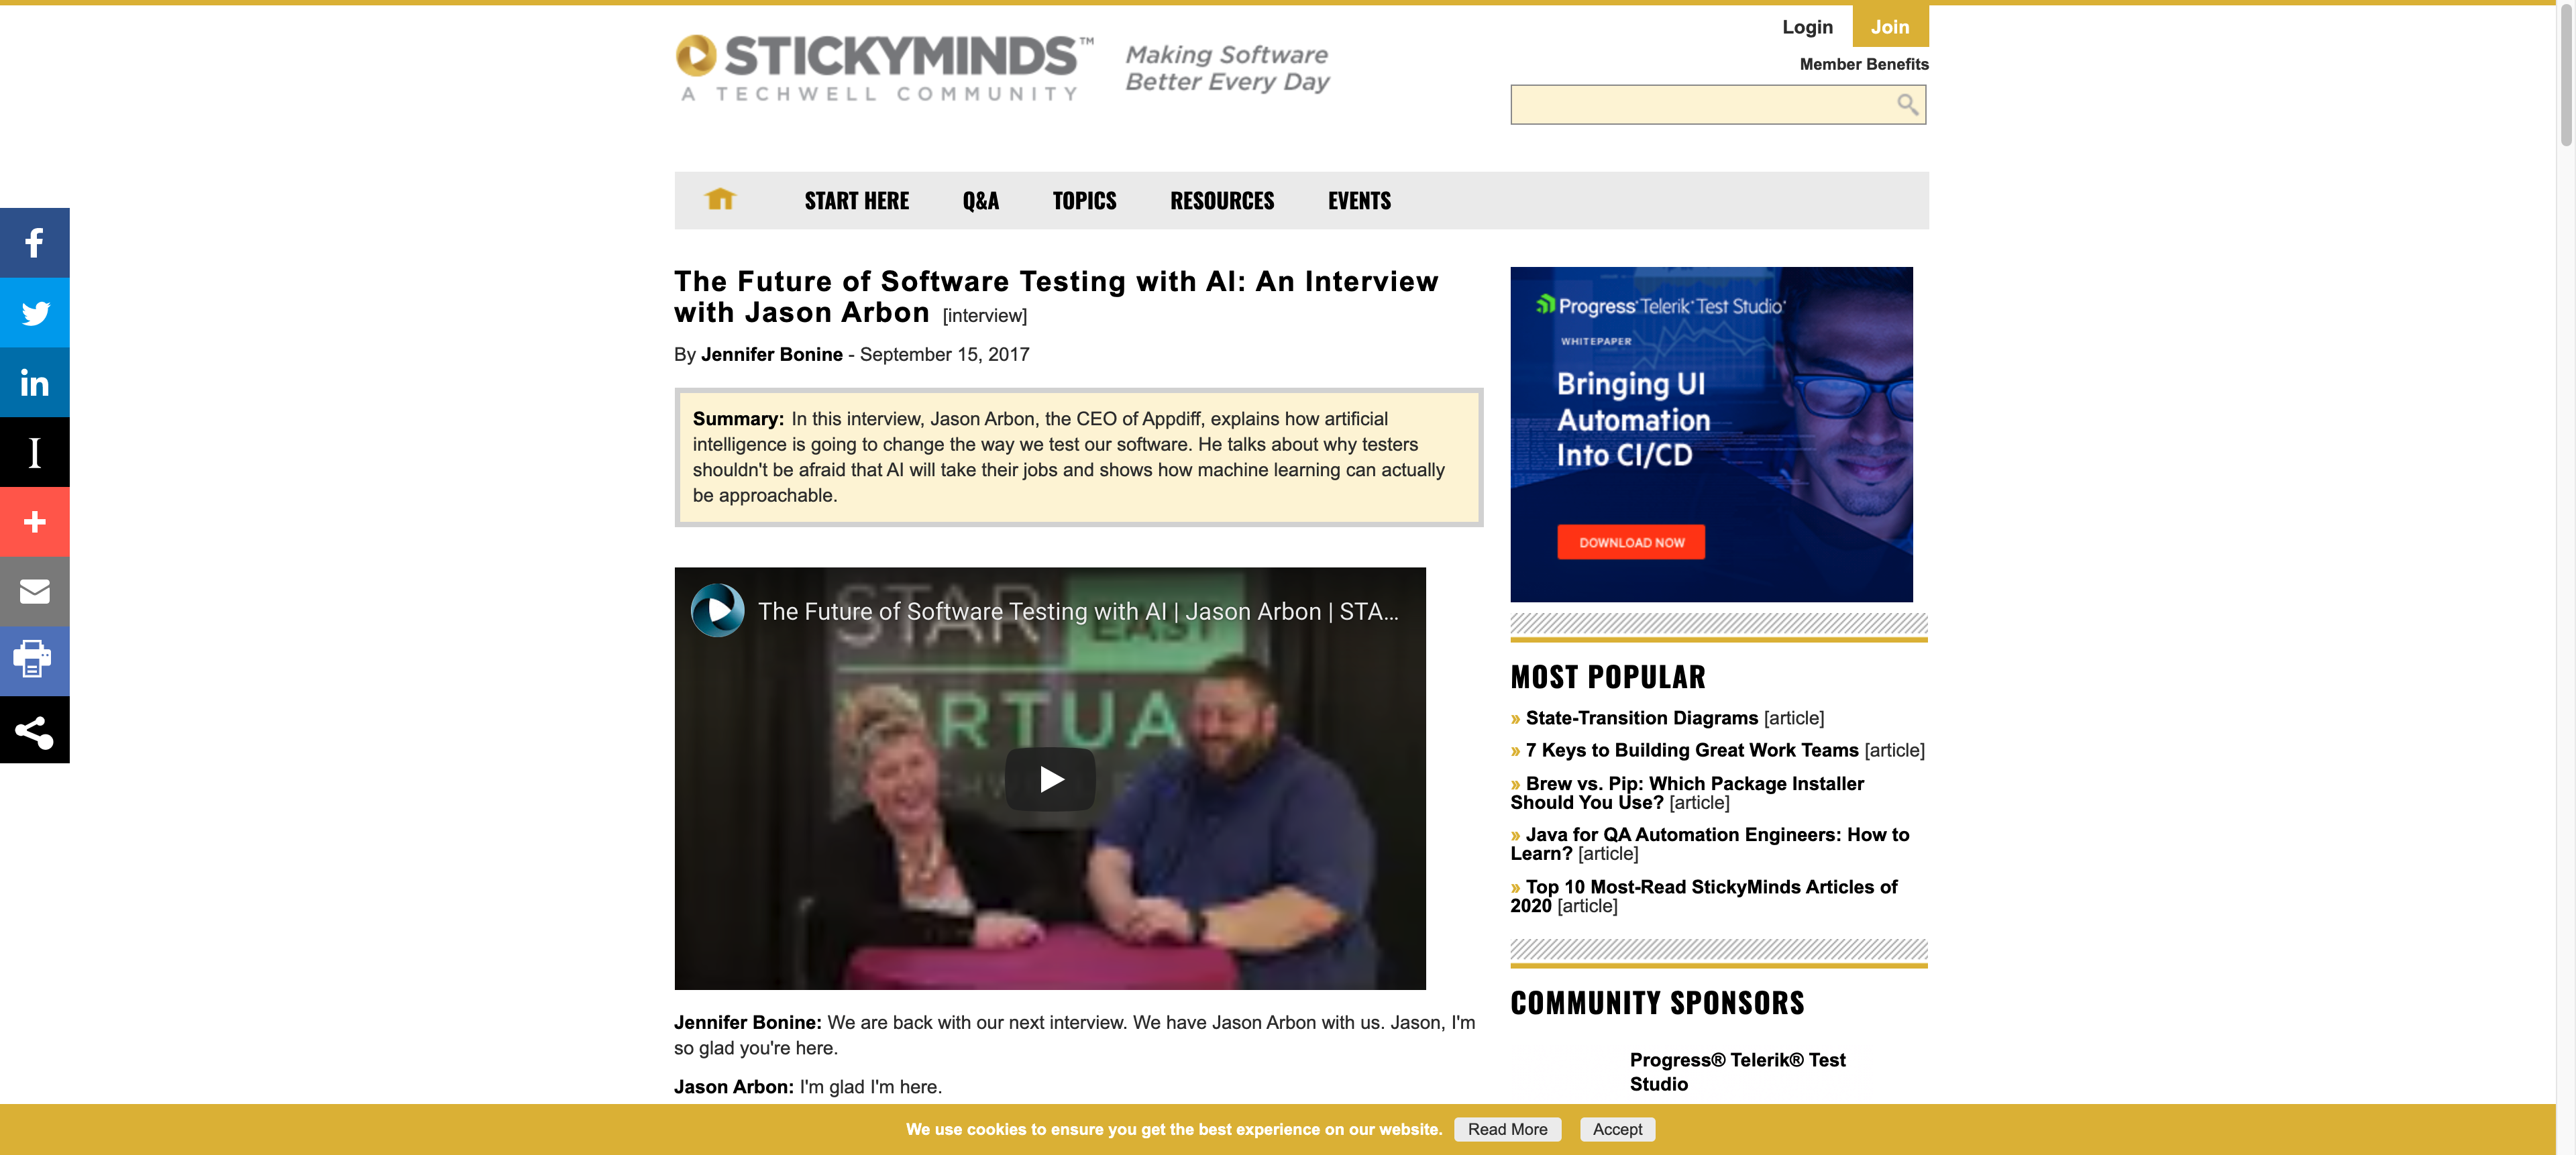 Login
Join
STICKYMINDS™
A TECHWELL COMMUNITY
Making Software
Better Every Day
Member Benefits
START HERE
Q&A
TOPICS
RESOURCES
EVENTS
The Future of Software Testing with AI: An Interview
with Jason Arbon [interview]
By Jennifer Bonine - September 15, 2017
Summary: In this interview, Jason Arbon, the CEO of Appdiff, explains how artificial
intelligence is going to change the way we test our software. He talks about why testers
shouldn't be afraid that AI will take their jobs and shows how machine learning can actually
be approachable.
The Future of Software Testing with AI | Jason Arbon | STA...
STAR EAST
VIRTUA
Jennifer Bonine: We are back with our next interview. We have Jason Arbon with us. Jason, I'm
so glad you're here.
Jason Arbon: I'm glad I'm here.
Progress® Telerik® Test Studio®
WHITEPAPER
Bringing UI
Automation
Into CI/CD
DOWNLOAD NOW
MOST POPULAR
» State-Transition Diagrams [article]
» 7 Keys to Building Great Work Teams [article]
» Brew vs. Pip: Which Package Installer
Should You Use? [article]
» Java for QA Automation Engineers: How to
Learn? [article]
» Top 10 Most-Read StickyMinds Articles of
2020 [article]
COMMUNITY SPONSORS
Progress® Telerik® Test
Studio
We use cookies to ensure you get the best experience on our website.
Read More
Accept